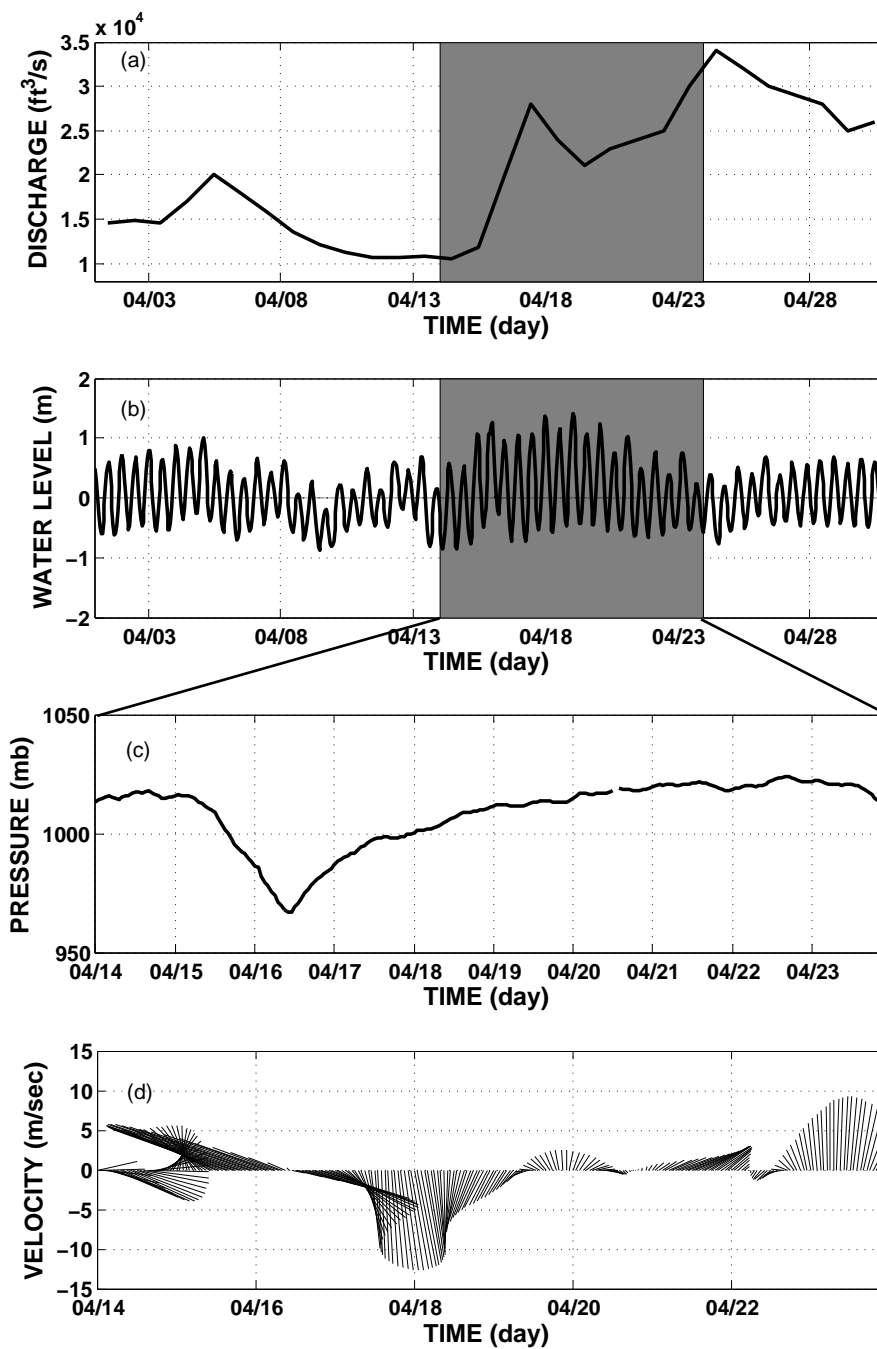 x 10⁴
3.5
3
2.5
2
1.5
1
(a)
DISCHARGE (ft³/s)
04/03 04/08 04/13 04/18 04/23 04/28
TIME (day)
2
1
0
−1
−2
(b)
WATER LEVEL (m)
04/03 04/08 04/13 04/18 04/23 04/28
TIME (day)
1050
1000
950
(c)
PRESSURE (mb)
04/14 04/15 04/16 04/17 04/18 04/19 04/20 04/21 04/22 04/23
TIME (day)
15
10
5
0
−5
−10
−15
(d)
VELOCITY (m/sec)
04/14 04/16 04/18 04/20 04/22
TIME (day)